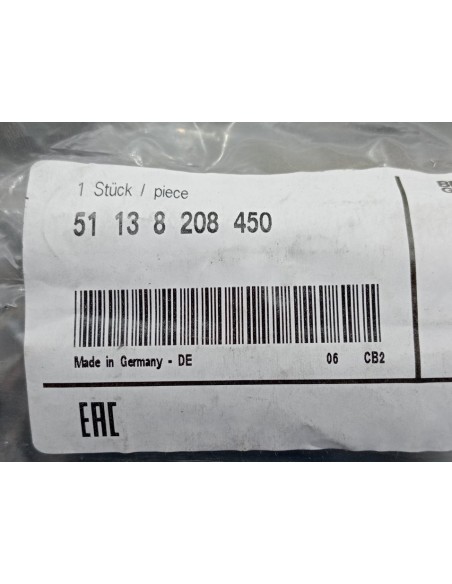 1 Stück / piece
51 13 8 208 450
Made in Germany - DE 06 CB2
EAC